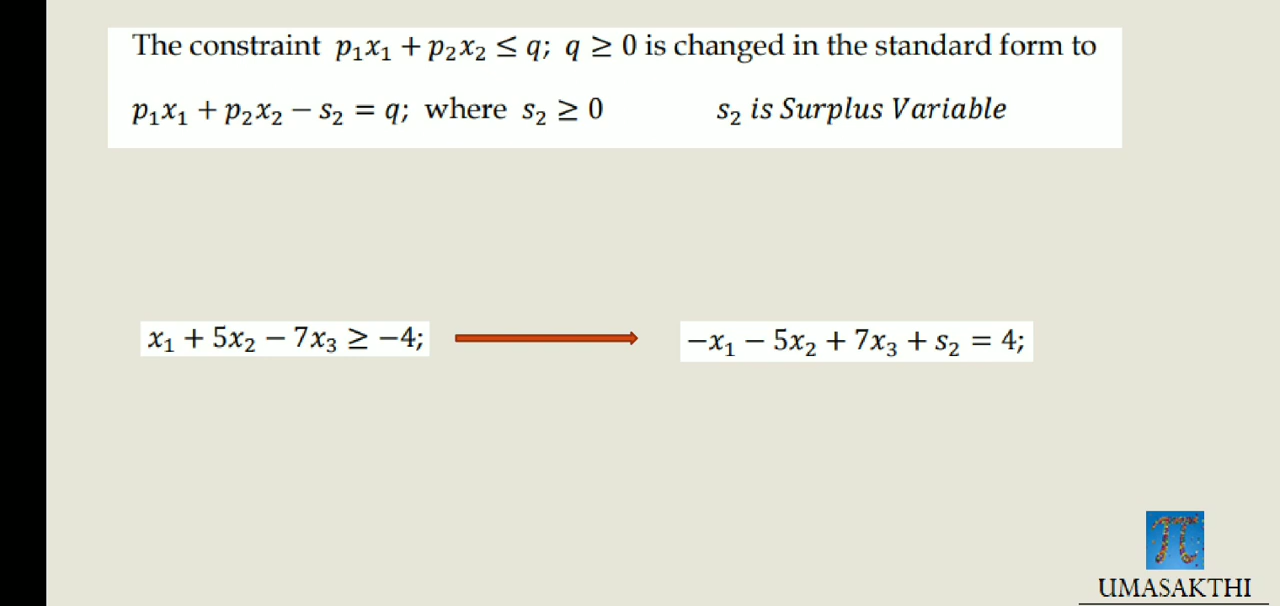 The constraint p₁x₁ + p₂x₂ ≤ q; q ≥ 0 is changed in the standard form to
p₁x₁ + p₂x₂ − s₂ = q; where s₂ ≥ 0 s₂ is Surplus Variable
x₁ + 5x₂ − 7x₃ ≥ −4; −x₁ − 5x₂ + 7x₃ + s₂ = 4;
UMASAKTHI